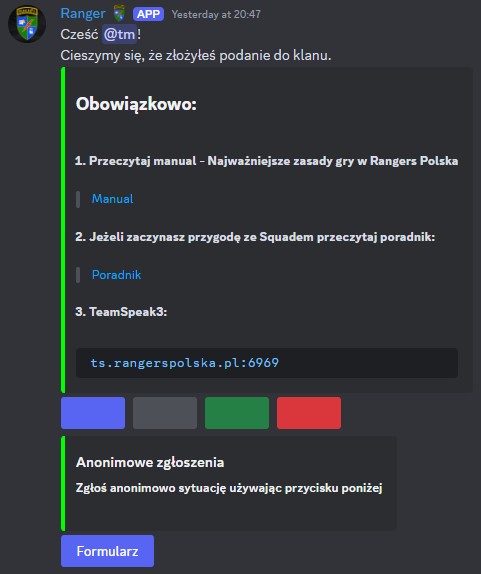 Ranger APP Yesterday at 20:47
Cześć @tm!
Cieszymy się, że złożyłeś podanie do klanu.
Obowiązkowo:
1. Przeczytaj manual - Najważniejsze zasady gry w Rangers Polska
Manual
2. Jeżeli zaczynasz przygodę ze Squadem przeczytaj poradnik:
Poradnik
3. TeamSpeak3:
ts.rangerspolska.pl:6969
Anonimowe zgłoszenia
Zgłoś anonimowo sytuację używając przycisku poniżej
Formularz